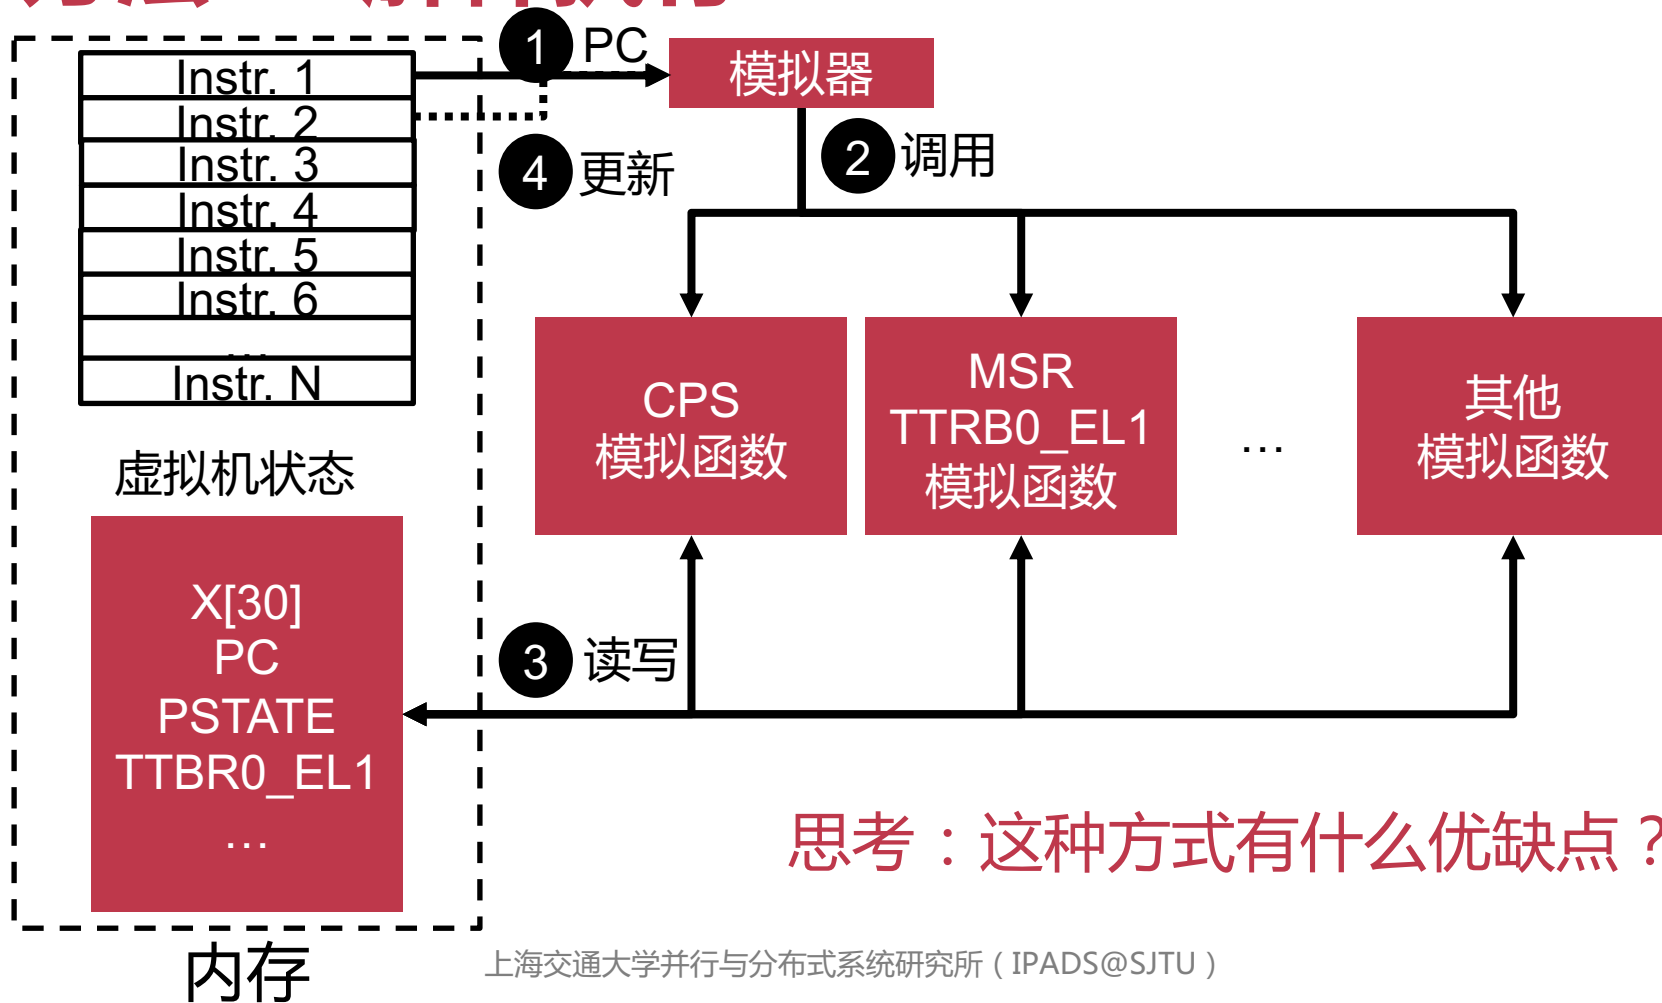 1 PC
模拟器
Instr. 1
Instr. 2
Instr. 3
Instr. 4
Instr. 5
Instr. 6
...
Instr. N
4 更新
2 调用
CPS
模拟函数
MSR
TTRB0_EL1
模拟函数
...
其他
模拟函数
虚拟机状态
X[30]
PC
PSTATE
TTBR0_EL1
...
3 读写
思考：这种方式有什么优缺点？
内存
上海交通大学并行与分布式系统研究所（IPADS@SJTU）